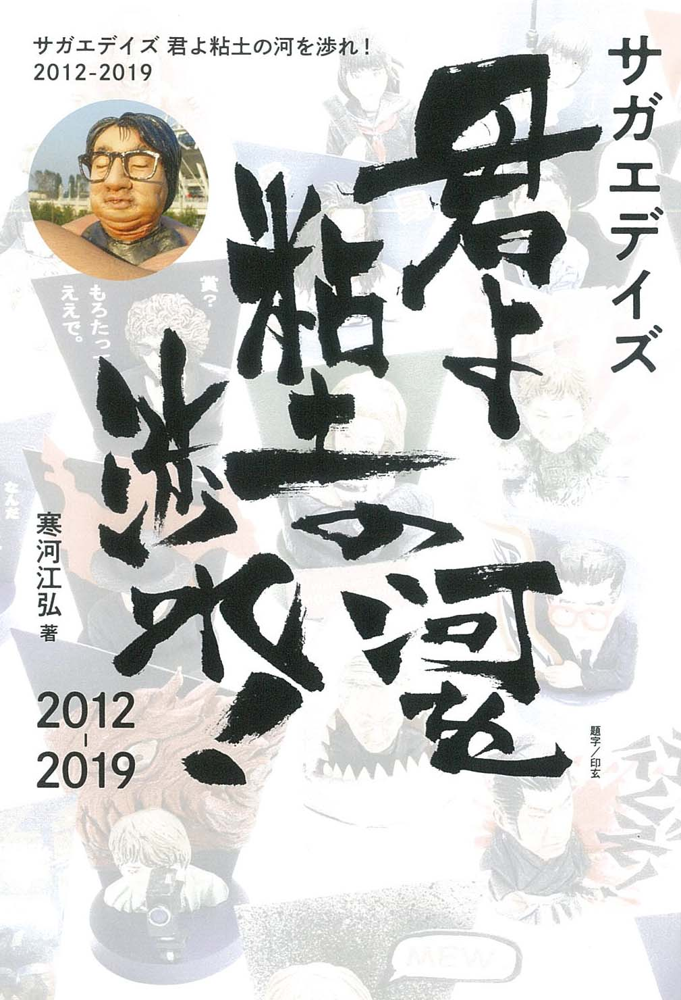 サガエデイズ 君よ粘土の河を渉れ!
2012-2019
サガエデイズ
君よ
粘土の河を
渉れ!
賞?
もろたって
ええで。
なんだ
寒河江弘 著
2012-2019
題字/印玄
MEW